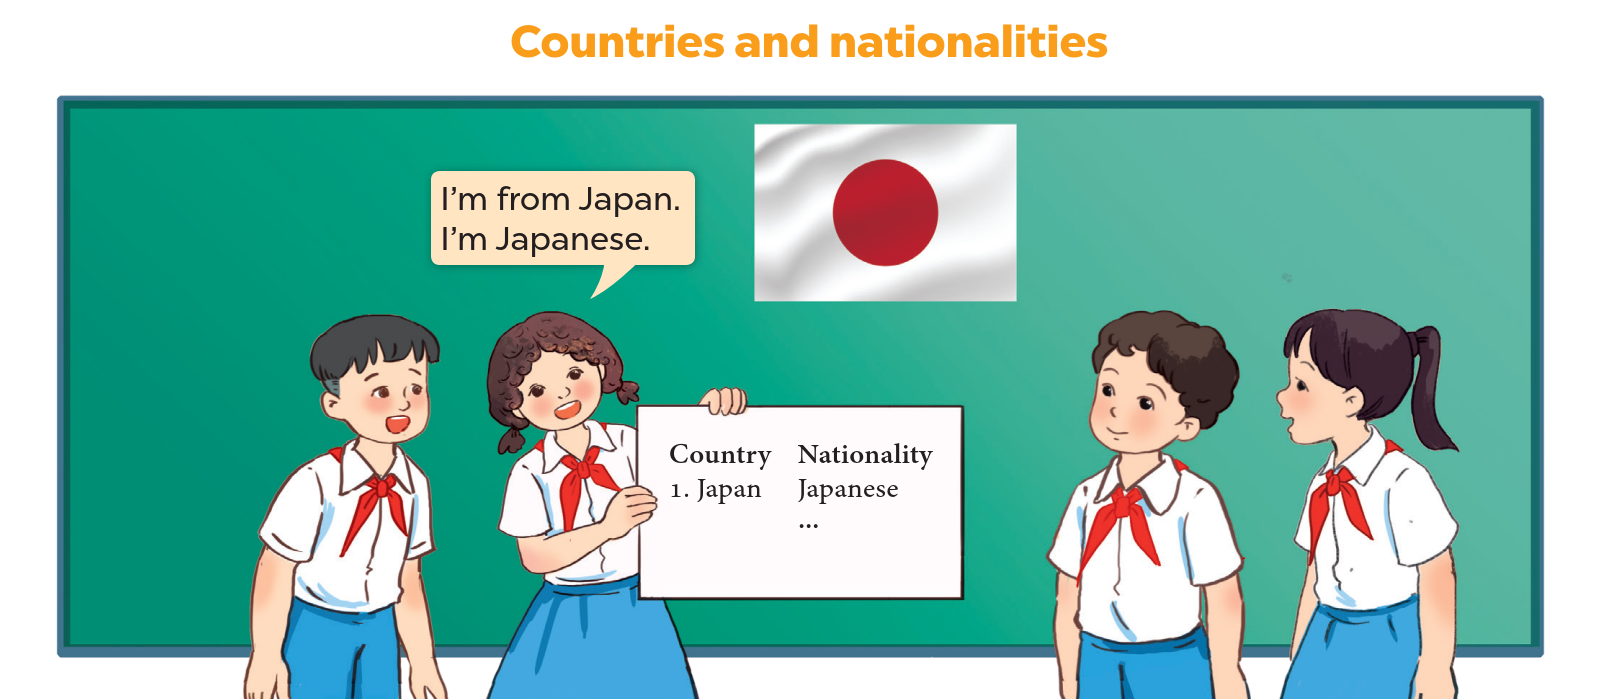 Countries and nationalities
I'm from Japan.
I'm Japanese.
Country Nationality
1. Japan Japanese
...